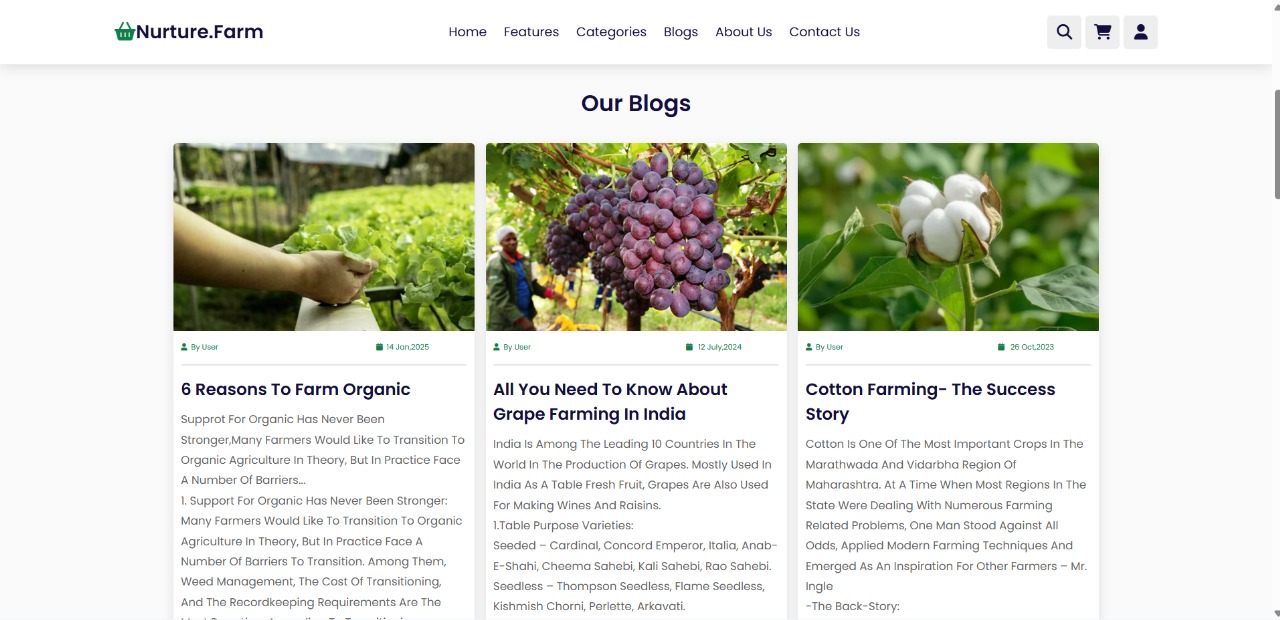 Nurture.Farm
Home Features Categories Blogs About Us Contact Us
Our Blogs
By User 14 Jan,2025
6 Reasons To Farm Organic
Supprot For Organic Has Never Been
Stronger,Many Farmers Would Like To Transition To
Organic Agriculture In Theory, But In Practice Face
A Number Of Barriers...
1. Support For Organic Has Never Been Stronger:
Many Farmers Would Like To Transition To Organic
Agriculture In Theory, But In Practice Face A
Number Of Barriers To Transition. Among Them,
Weed Management, The Cost Of Transitioning,
And The Recordkeeping Requirements Are The
By User 12 July,2024
All You Need To Know About
Grape Farming In India
India Is Among The Leading 10 Countries In The
World In The Production Of Grapes. Mostly Used In
India As A Table Fresh Fruit, Grapes Are Also Used
For Making Wines And Raisins.
1.Table Purpose Varieties:
Seeded – Cardinal, Concord Emperor, Italia, Anab-
E-Shahi, Cheema Sahebi, Kali Sahebi, Rao Sahebi.
Seedless – Thompson Seedless, Flame Seedless,
Kishmish Chorni, Perlette, Arkavati.
By User 26 Oct,2023
Cotton Farming- The Success
Story
Cotton Is One Of The Most Important Crops In The
Marathwada And Vidarbha Region Of
Maharashtra. At A Time When Most Regions In The
State Were Dealing With Numerous Farming
Related Problems, One Man Stood Against All
Odds, Applied Modern Farming Techniques And
Emerged As An Inspiration For Other Farmers – Mr.
Ingle
-The Back-Story: